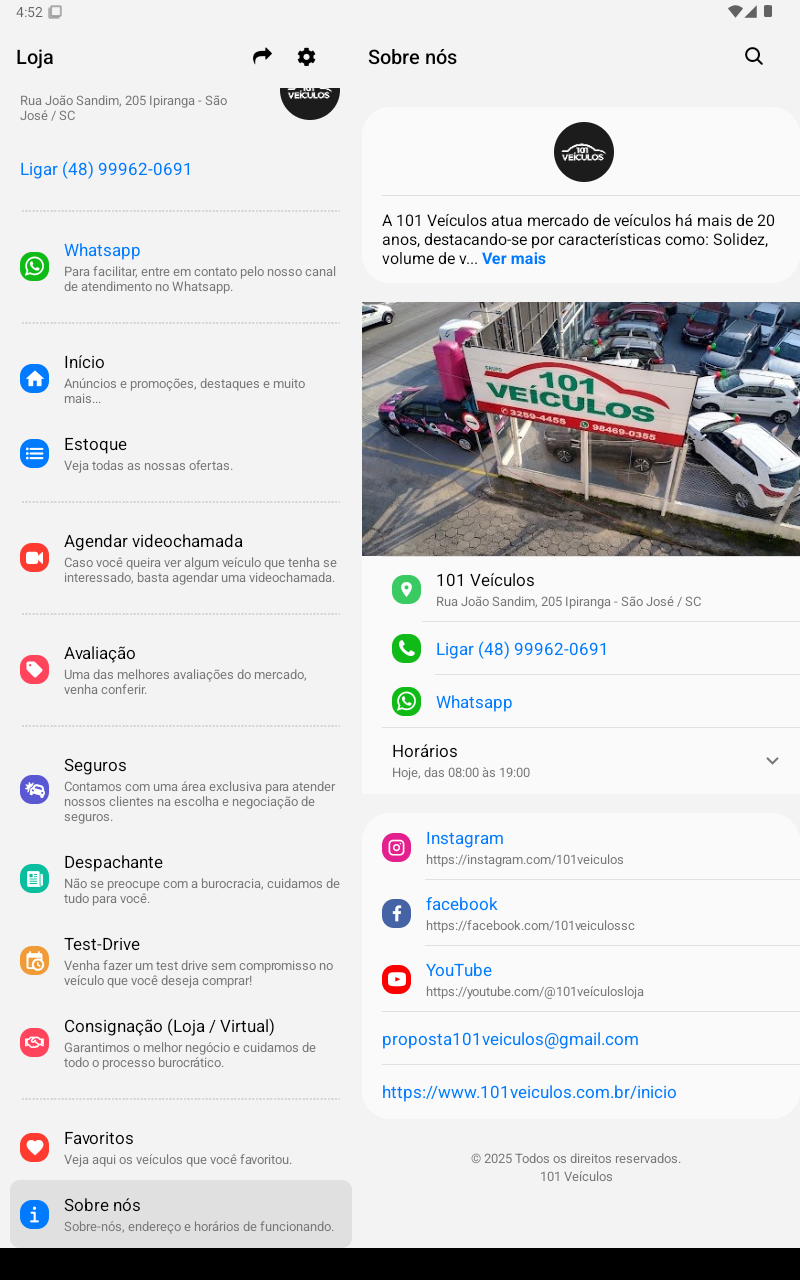 4:52
Loja
Rua João Sandim, 205 Ipiranga - São
José / SC
101
VEÍCULOS
Ligar (48) 99962-0691
Whatsapp
Para facilitar, entre em contato pelo nosso canal
de atendimento no Whatsapp.
Início
Anúncios e promoções, destaques e muito
mais...
Estoque
Veja todas as nossas ofertas.
Agendar videochamada
Caso você queira ver algum veículo que tenha se
interessado, basta agendar uma videochamada.
Avaliação
Uma das melhores avaliações do mercado,
venha conferir.
Seguros
Contamos com uma área exclusiva para atender
nossos clientes na escolha e negociação de
seguros.
Despachante
Não se preocupe com a burocracia, cuidamos de
tudo para você.
Test-Drive
Venha fazer um test drive sem compromisso no
veículo que você deseja comprar!
Consignação (Loja / Virtual)
Garantimos o melhor negócio e cuidamos de
todo o processo burocrático.
Favoritos
Veja aqui os veículos que você favoritou.
Sobre nós
Sobre-nós, endereço e horários de funcionando.
Sobre nós
101
VEÍCULOS
A 101 Veículos atua mercado de veículos há mais de 20
anos, destacando-se por características como: Solidez,
volume de v... Ver mais
GRUPO
101
VEÍCULOS
3259-4455 98469-0355
101 Veículos
Rua João Sandim, 205 Ipiranga - São José / SC
Ligar (48) 99962-0691
Whatsapp
Horários
Hoje, das 08:00 às 19:00
Instagram
https://instagram.com/101veiculos
facebook
https://facebook.com/101veiculossc
YouTube
https://youtube.com/@101veículosloja
proposta101veiculos@gmail.com
https://www.101veiculos.com.br/inicio
© 2025 Todos os direitos reservados.
101 Veículos